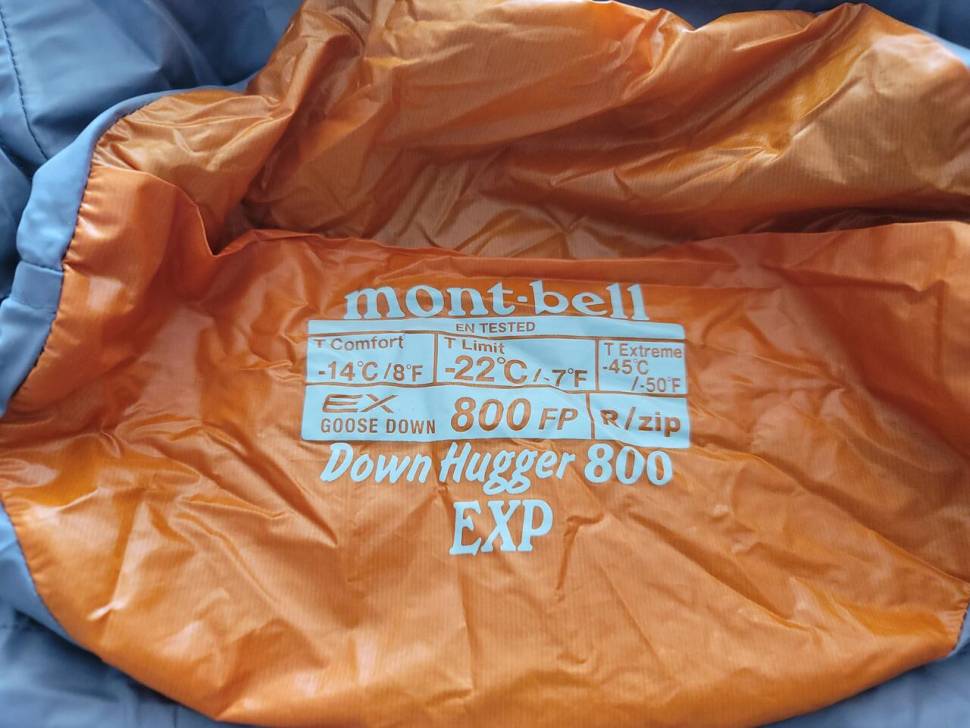 mont-bell
EN TESTED
T Comfort
-14°C/8°F
T Limit
-22°C/-7°F
T Extreme
-45°C
/-50°F
EX
GOOSE DOWN 800 FP
R/zip
Down Hugger 800
EXP